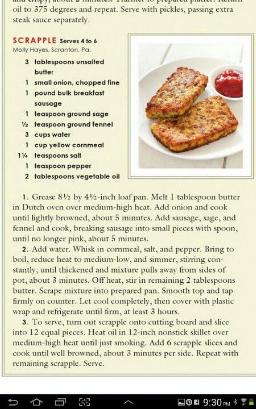 oil to 375 degrees and repeat. Serve with pickles, passing extra
steak sauce separately.
SCRAPPLE Serves 4 to 6
Molly Hayes, Scranton, Pa.
3 tablespoons unsalted
butter
1 small onion, chopped fine
1 pound bulk breakfast
sausage
1 teaspoon ground sage
½ teaspoon ground fennel
3 cups water
1 cup yellow cornmeal
1¼ teaspoons salt
1 teaspoon pepper
2 tablespoons vegetable oil
1. Grease 8½ by 4½-inch loaf pan. Melt 1 tablespoon butter
in Dutch oven over medium-high heat. Add onion and cook
until lightly browned, about 5 minutes. Add sausage, sage, and
fennel and cook, breaking sausage into small pieces with spoon,
until no longer pink, about 5 minutes.
2. Add water. Whisk in cornmeal, salt, and pepper. Bring to
boil, reduce heat to medium-low, and simmer, stirring con-
stantly, until thickened and mixture pulls away from sides of
pot, about 3 minutes. Off heat, stir in remaining 2 tablespoons
butter. Scrape mixture into prepared pan. Smooth top and tap
firmly on counter. Let cool completely, then cover with plastic
wrap and refrigerate until firm, at least 3 hours.
3. To serve, turn out scrapple onto cutting board and slice
into 12 equal pieces. Heat oil in 12-inch nonstick skillet over
medium-high heat until just smoking. Add 6 scrapple slices and
cook until well browned, about 3 minutes per side. Repeat with
remaining scrapple. Serve.
9:30 PM